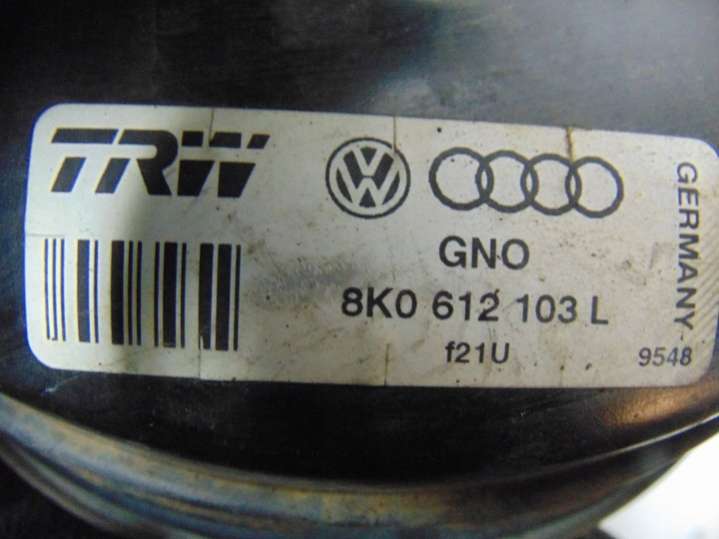 TRW
GNO
8K0 612 103 L
f21U
GERMANY
9548